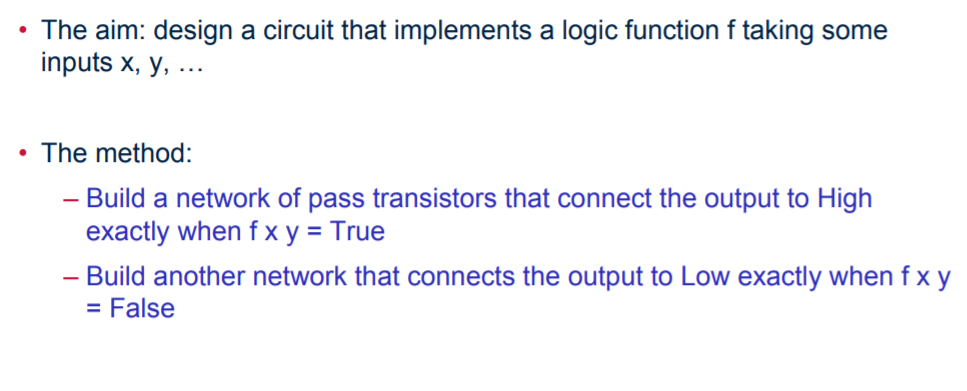 • The aim: design a circuit that implements a logic function f taking some
inputs x, y, …
• The method:
– Build a network of pass transistors that connect the output to High
exactly when f x y = True
– Build another network that connects the output to Low exactly when f x y
= False